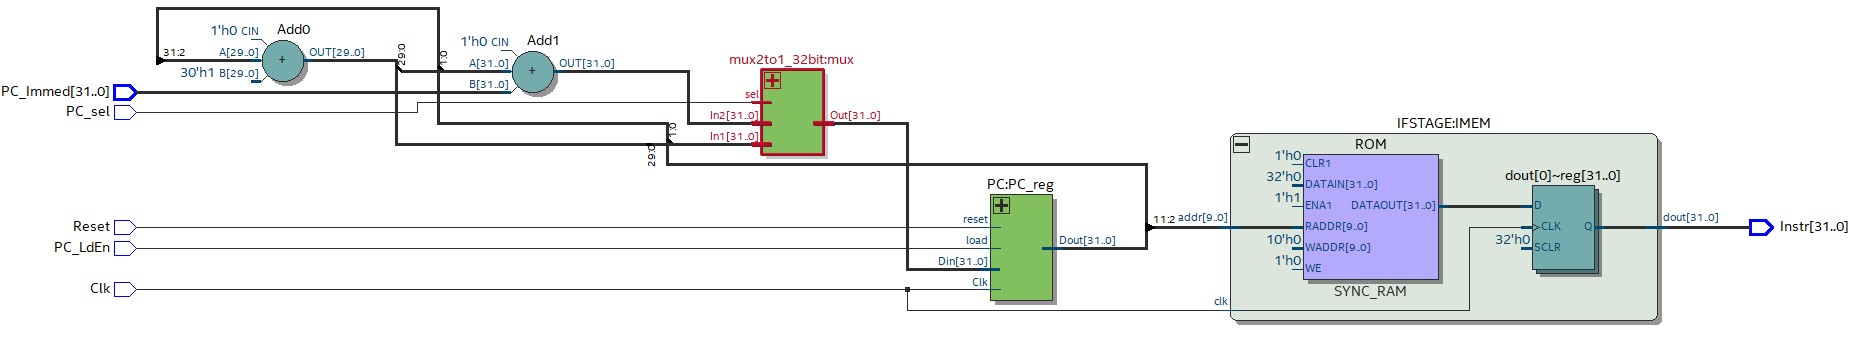 1'h0 CIN
Add0
31:2
A[29..0]
OUT[29..0]
30'h1 B[29..0]
+
29:0
1:0
1'h0 CIN
Add1
A[31..0]
OUT[31..0]
B[31..0]
+
PC_Immed[31..0]
PC_sel
mux2to1_32bit:mux
sel
In2[31..0]
In1[31..0]
Out[31..0]
1:0
29:0
PC:PC_reg
Reset
reset
PC_LdEn
load
Dout[31..0]
Din[31..0]
Clk
Clk
11:2
addr[9..0]
clk
IFSTAGE:IMEM
ROM
1'h0
CLR1
32'h0
DATAIN[31..0]
1'h1
ENA1
DATAOUT[31..0]
RADDR[9..0]
10'h0
WADDR[9..0]
1'h0
WE
SYNC_RAM
dout[0]~reg[31..0]
D
CLK
Q
32'h0
SCLR
dout[31..0]
Instr[31..0]